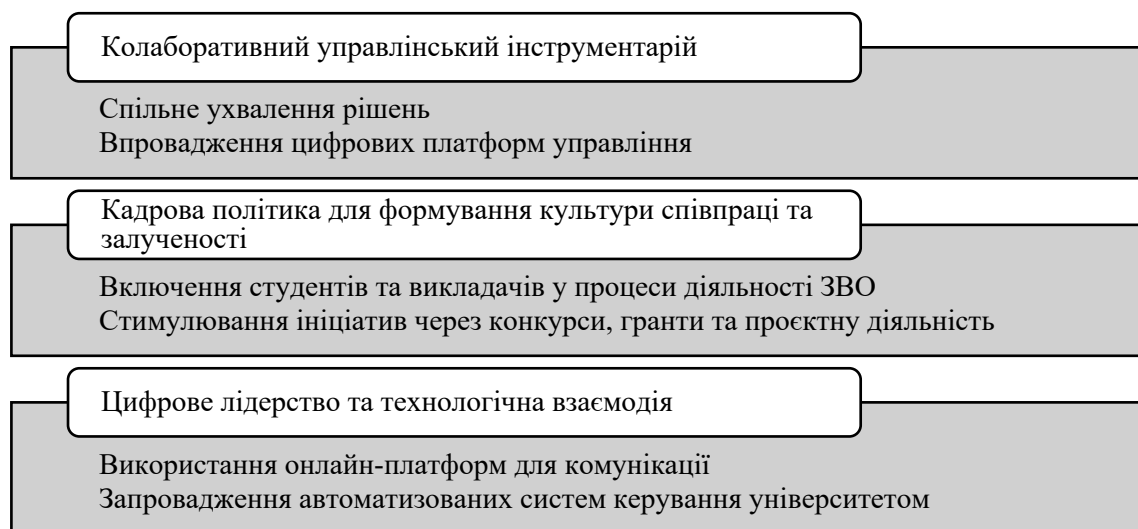 Колаборативний управлінський інструментарій
Спільне ухвалення рішень
Впровадження цифрових платформ управління
Кадрова політика для формування культури співпраці та
залученості
Включення студентів та викладачів у процеси діяльності ЗВО
Стимулювання ініціатив через конкурси, гранти та проєктну діяльність
Цифрове лідерство та технологічна взаємодія
Використання онлайн-платформ для комунікації
Запровадження автоматизованих систем керування університетом